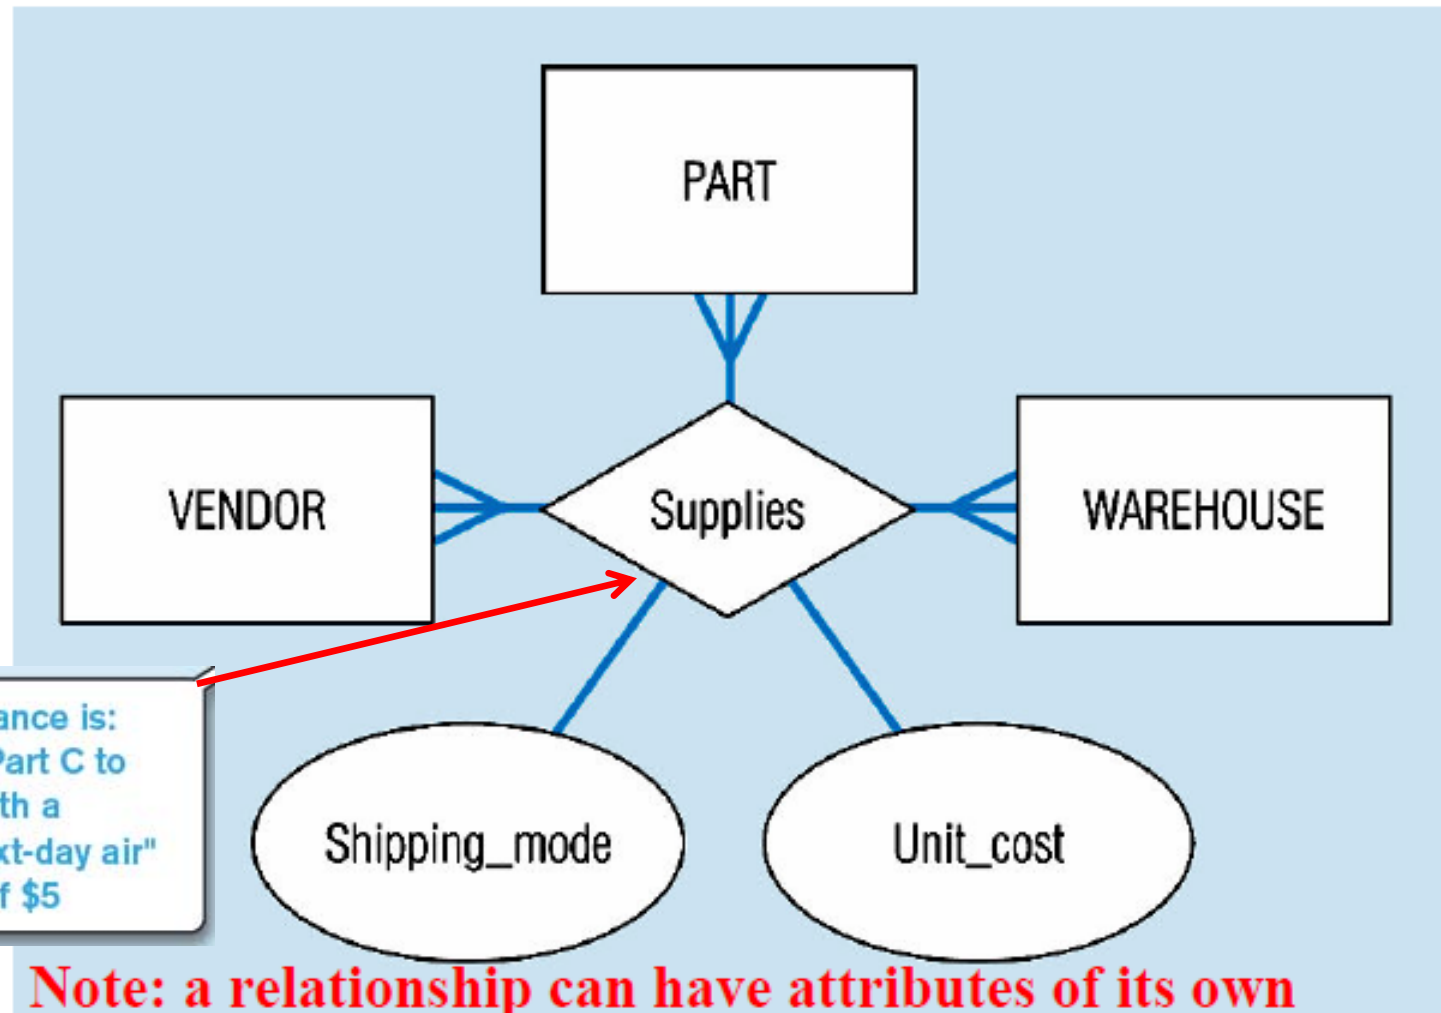 PART
VENDOR
Supplies
WAREHOUSE
ance is:
Part C to
th a
xt-day air"
f $5
Shipping_mode
Unit_cost
Note: a relationship can have attributes of its own